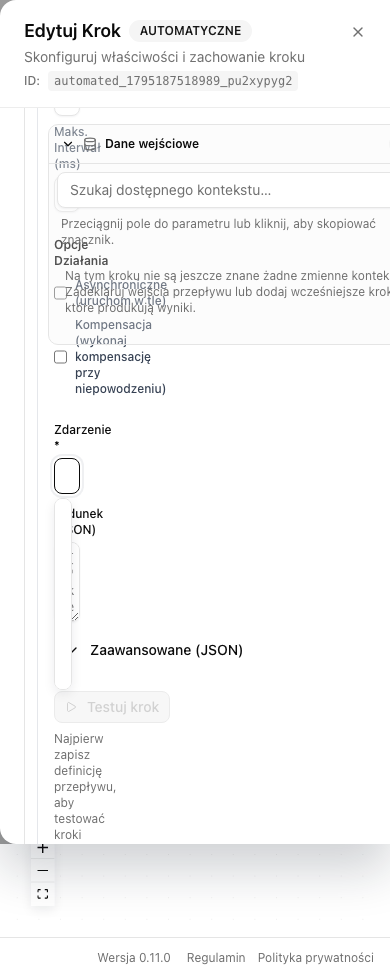 Edytuj Krok AUTOMATYCZNE
Skonfiguruj właściwości i zachowanie kroku
ID: automated_1795187518989_pu2xypyg2
Maks.
Interwał
(ms)
Dane wejściowe
Szukaj dostępnego kontekstu...
Przeciągnij pole do parametru lub kliknij, aby skopiować
znacznik.
Opcje
Działania
Na tym kroku nie są jeszcze znane żadne zmienne kontek
Zadeklaruj wejścia przepływu lub dodaj wcześniejsze krok
które produkują wyniki.
Asynchroniczne
(uruchom w tle)
Kompensacja
(wykonaj
kompensację
przy
niepowodzeniu)
Zdarzenie
*
dunek
SON)
Zaawansowane (JSON)
Testuj krok
Najpierw
zapisz
definicję
przepływu,
aby
testować
kroki
Wersja 0.11.0 Regulamin Polityka prywatności